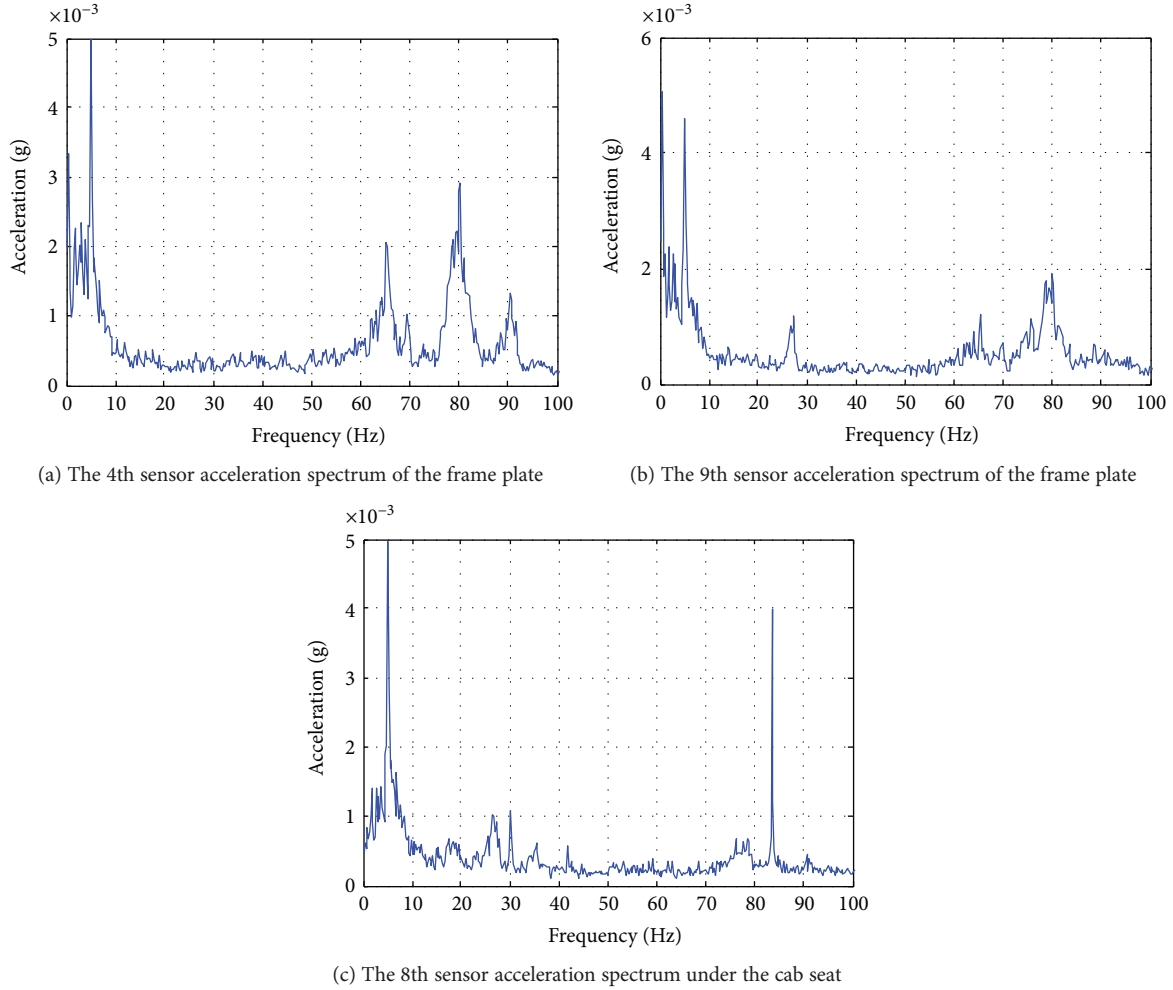 ×10⁻³
5
4
3
2
1
0
Acceleration (g)
0 10 20 30 40 50 60 70 80 90 100
Frequency (Hz)
(a) The 4th sensor acceleration spectrum of the frame plate
×10⁻³
6
4
2
0
Acceleration (g)
0 10 20 30 40 50 60 70 80 90 100
Frequency (Hz)
(b) The 9th sensor acceleration spectrum of the frame plate
×10⁻³
5
4
3
2
1
0
Acceleration (g)
0 10 20 30 40 50 60 70 80 90 100
Frequency (Hz)
(c) The 8th sensor acceleration spectrum under the cab seat